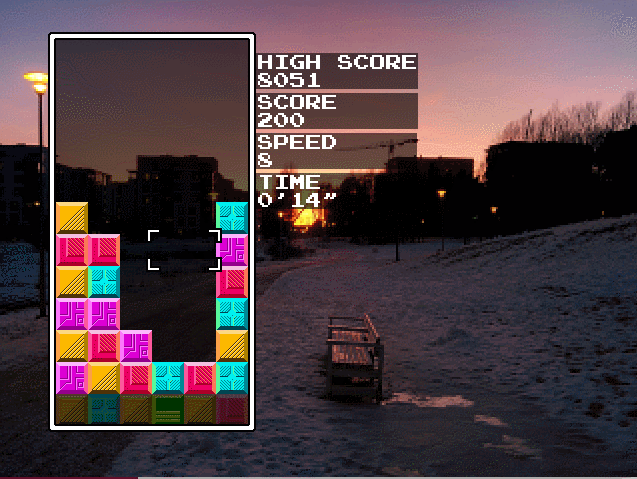 HIGH SCORE
8051
SCORE
200
SPEED
8
TIME
0'14"